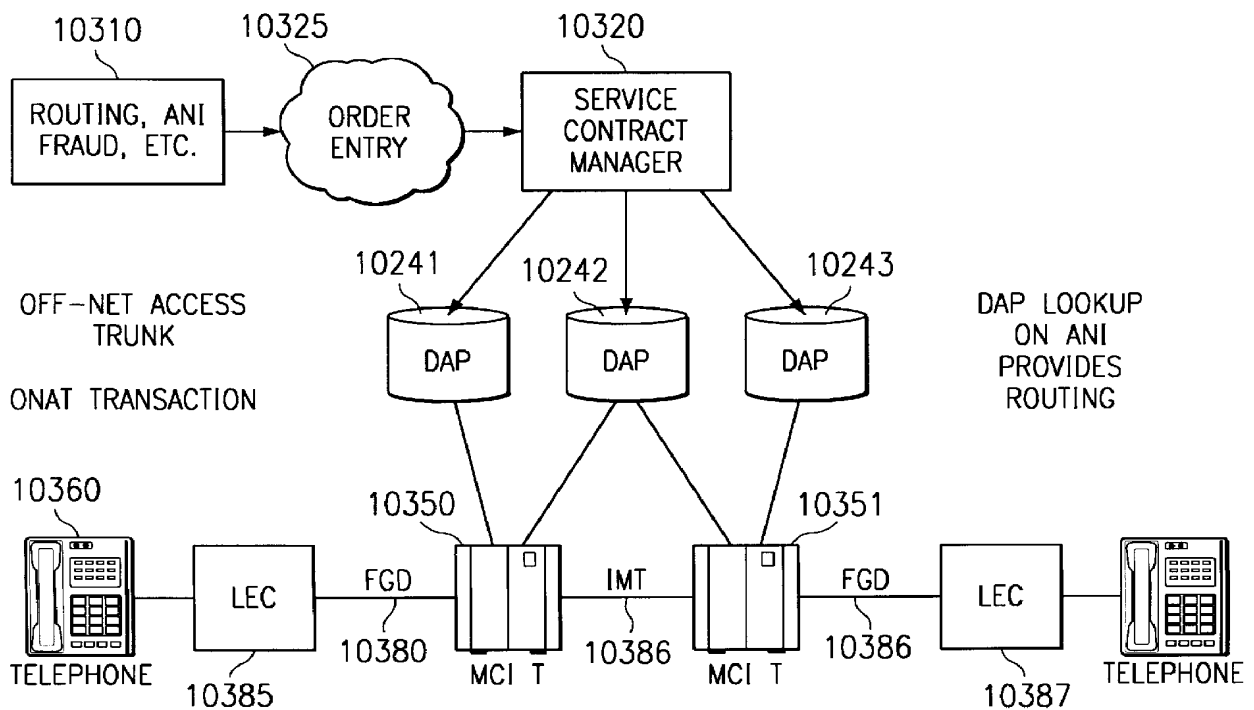 10310
10325
10320
ROUTING, ANI
FRAUD, ETC.
ORDER
ENTRY
SERVICE
CONTRACT
MANAGER
10241
10242
10243
OFF-NET ACCESS
TRUNK
ONAT TRANSACTION
DAP
DAP
DAP
DAP LOOKUP
ON ANI
PROVIDES
ROUTING
10360
10350
10351
LEC
FGD
IMT
FGD
LEC
TELEPHONE
10385
10380
MCI T
10386
MCI T
10386
10387
TELEPHONE